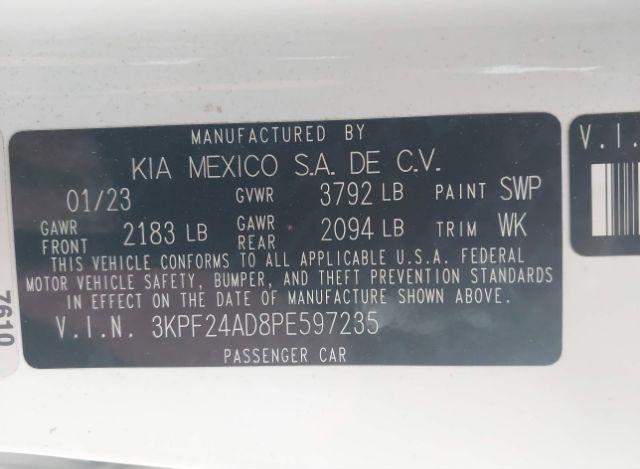 MANUFACTURED BY
KIA MEXICO S.A. DE C.V.
01/23 GVWR 3792 LB PAINT SWP
GAWR FRONT 2183 LB GAWR REAR 2094 LB TRIM WK
THIS VEHICLE CONFORMS TO ALL APPLICABLE U.S.A. FEDERAL
MOTOR VEHICLE SAFETY, BUMPER, AND THEFT PREVENTION STANDARDS
IN EFFECT ON THE DATE OF MANUFACTURE SHOWN ABOVE.
V.I.N. 3KPF24AD8PE597235
PASSENGER CAR
V.I.
7610